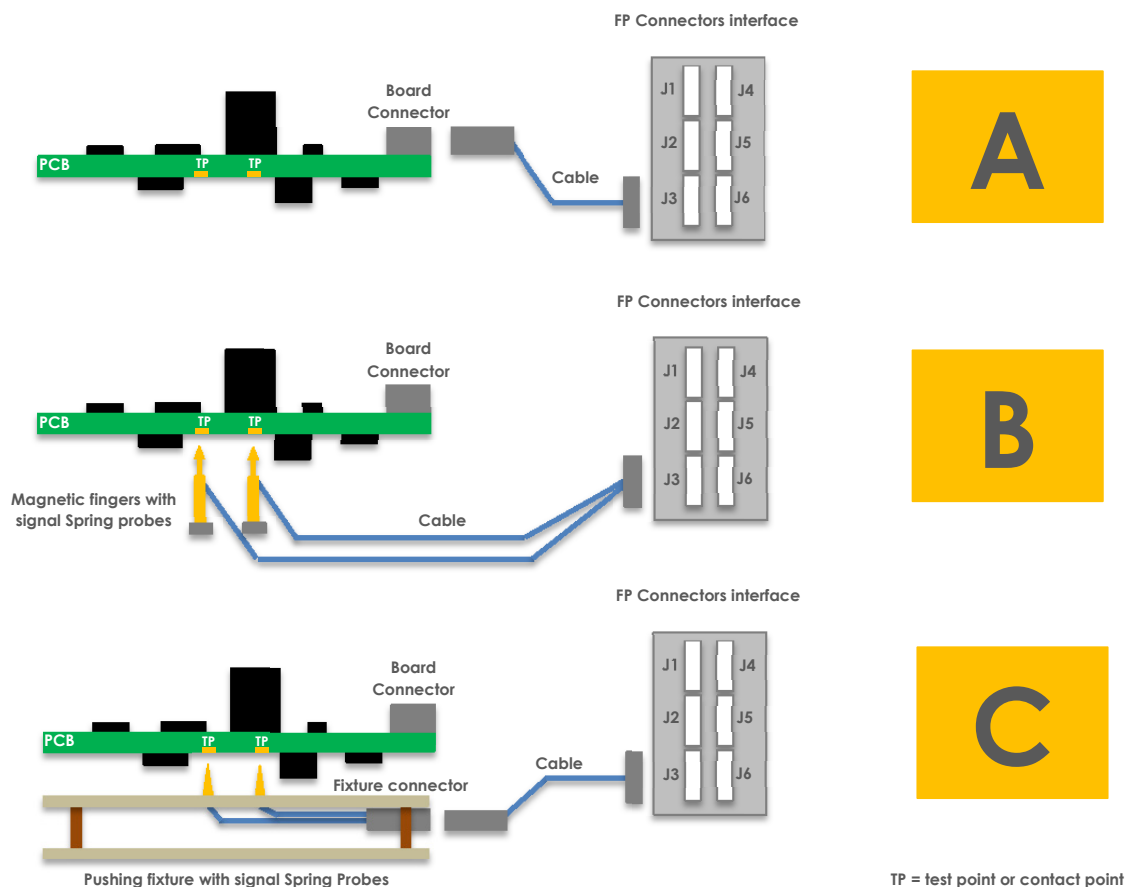 FP Connectors interface
Board
Connector
J1
J4
PCB
TP
TP
J2
J5
Cable
J3
J6
A
FP Connectors interface
Board
Connector
J1
J4
PCB
TP
TP
J2
J5
J3
J6
Magnetic fingers with
signal Spring probes
Cable
B
FP Connectors interface
Board
Connector
J1
J4
PCB
TP
TP
J2
J5
Cable
J3
J6
Fixture connector
C
Pushing fixture with signal Spring Probes
TP = test point or contact point